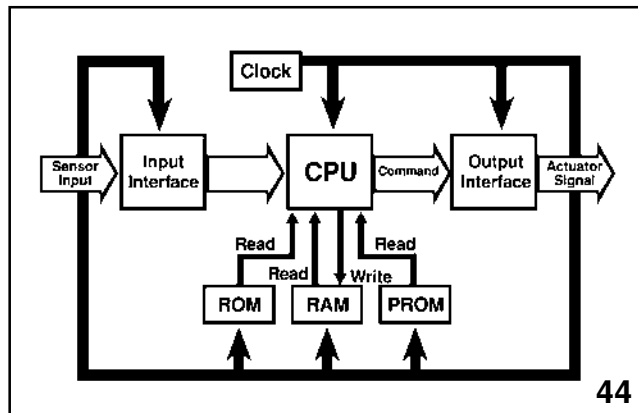 Clock
Sensor
Input
Input
Interface
CPU
Command
Output
Interface
Actuator
Signal
Read
Read
Write
Read
ROM
RAM
PROM
44